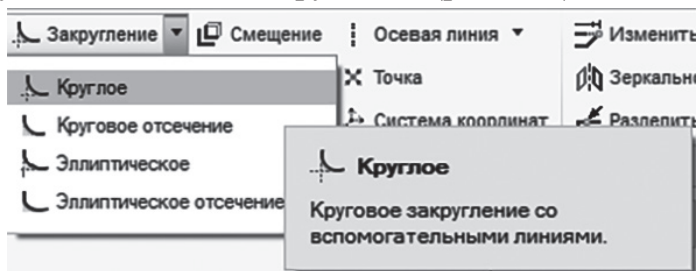 Закругление Смещение Осевая линия Изменить
Круглое Точка Зеркально
Круговое отсечение Система координат Разделить
Эллиптическое
Эллиптическое отсечение
Круглое
Круговое закругление со
вспомогательными линиями.